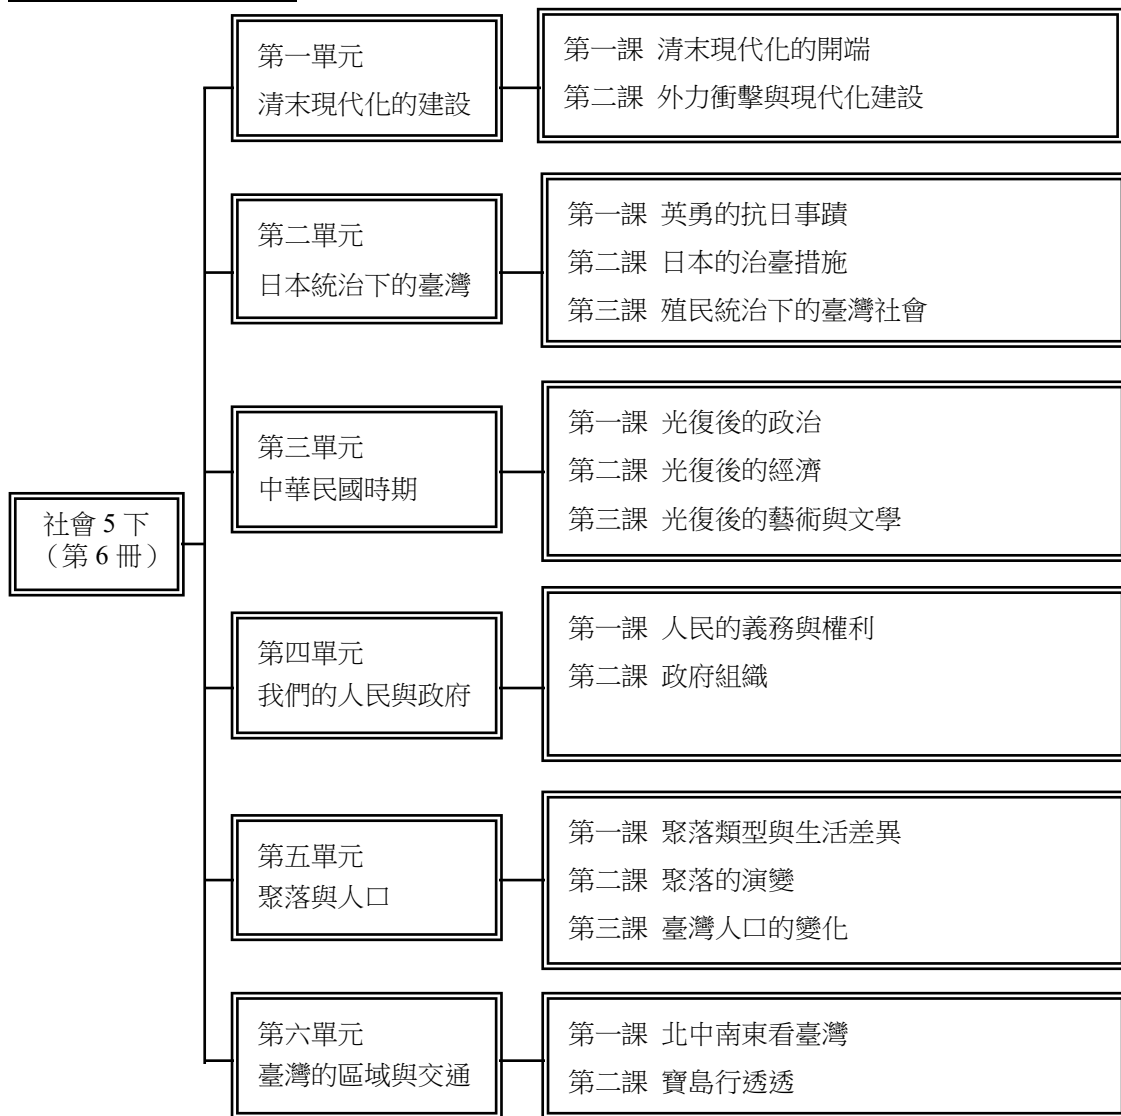 第一單元
清末現代化的建設
第一課 清末現代化的開端
第二課 外力衝擊與現代化建設
第二單元
日本統治下的臺灣
第一課 英勇的抗日事蹟
第二課 日本的治臺措施
第三課 殖民統治下的臺灣社會
第三單元
中華民國時期
第一課 光復後的政治
第二課 光復後的經濟
第三課 光復後的藝術與文學
社會 5 下
（第 6 冊）
第四單元
我們的人民與政府
第一課 人民的義務與權利
第二課 政府組織
第五單元
聚落與人口
第一課 聚落類型與生活差異
第二課 聚落的演變
第三課 臺灣人口的變化
第六單元
臺灣的區域與交通
第一課 北中南東看臺灣
第二課 寶島行透透